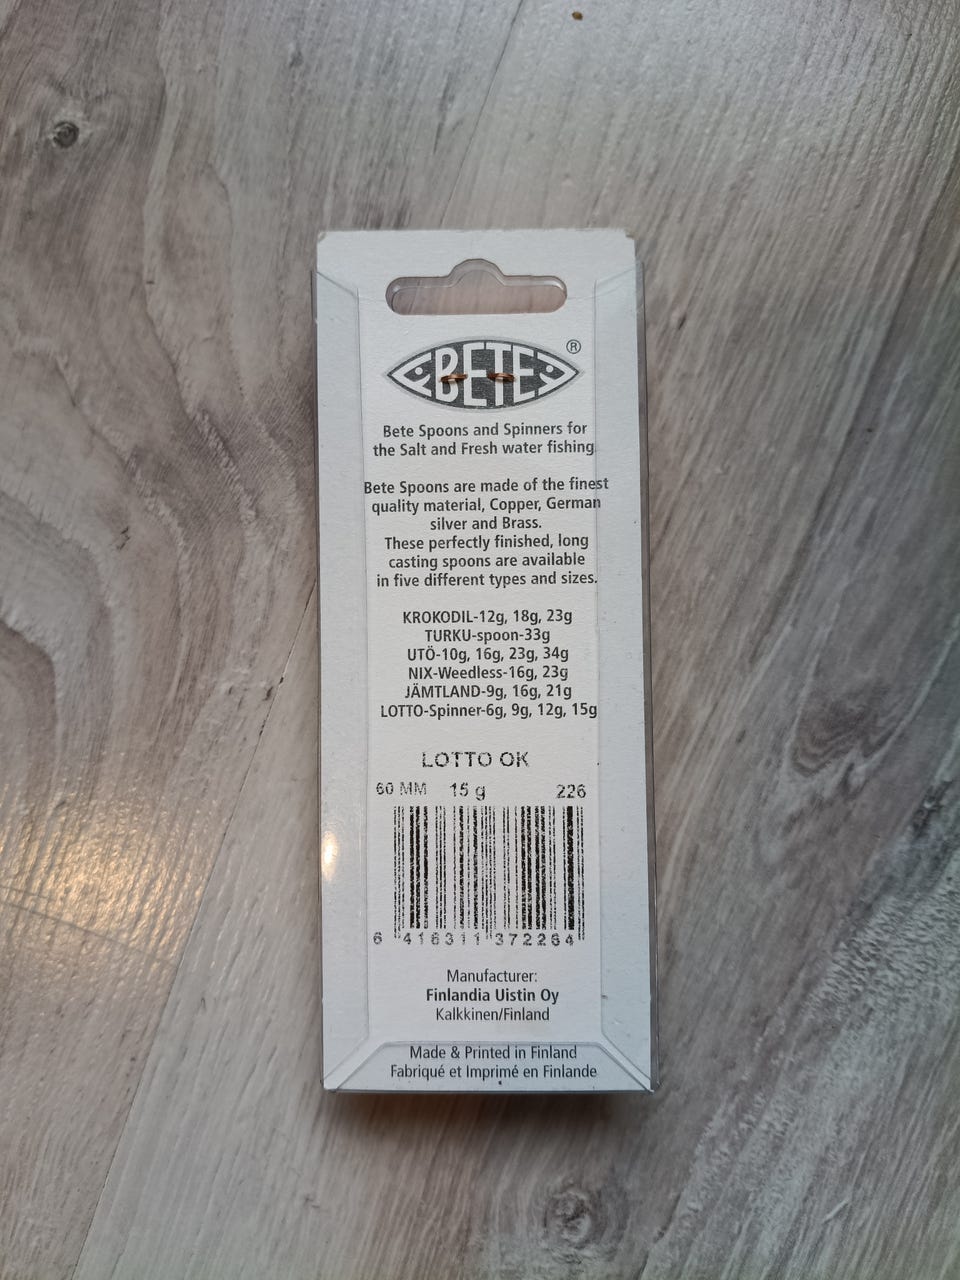 BETE ®
Bete Spoons and Spinners for
the Salt and Fresh water fishing
Bete Spoons are made of the finest
quality material, Copper, German
silver and Brass.
These perfectly finished, long
casting spoons are available
in five different types and sizes.
KROKODIL-12g, 18g, 23g
TURKU-spoon-33g
UTÖ-10g, 16g, 23g, 34g
NIX-Weedless-16g, 23g
JÄMTLAND-9g, 16g, 21g
LOTTO-Spinner-6g, 9g, 12g, 15g
LOTTO OK
60 MM 15 g 226
6 416311 372264
Manufacturer:
Finlandia Uistin Oy
Kalkkinen/Finland
Made & Printed in Finland
Fabriqué et Imprimé en Finlande